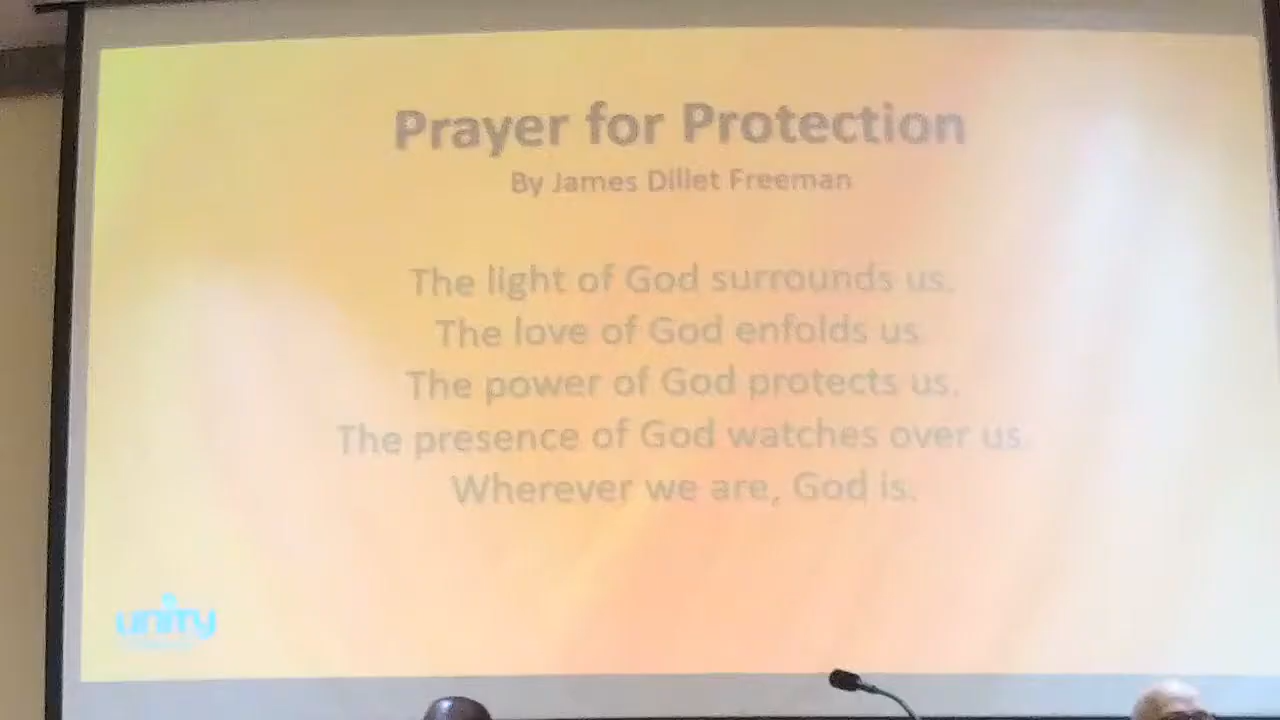 Prayer for Protection
By James Dillet Freeman
The light of God surrounds us.
The love of God enfolds us.
The power of God protects us.
The presence of God watches over us.
Wherever we are, God is.
unity